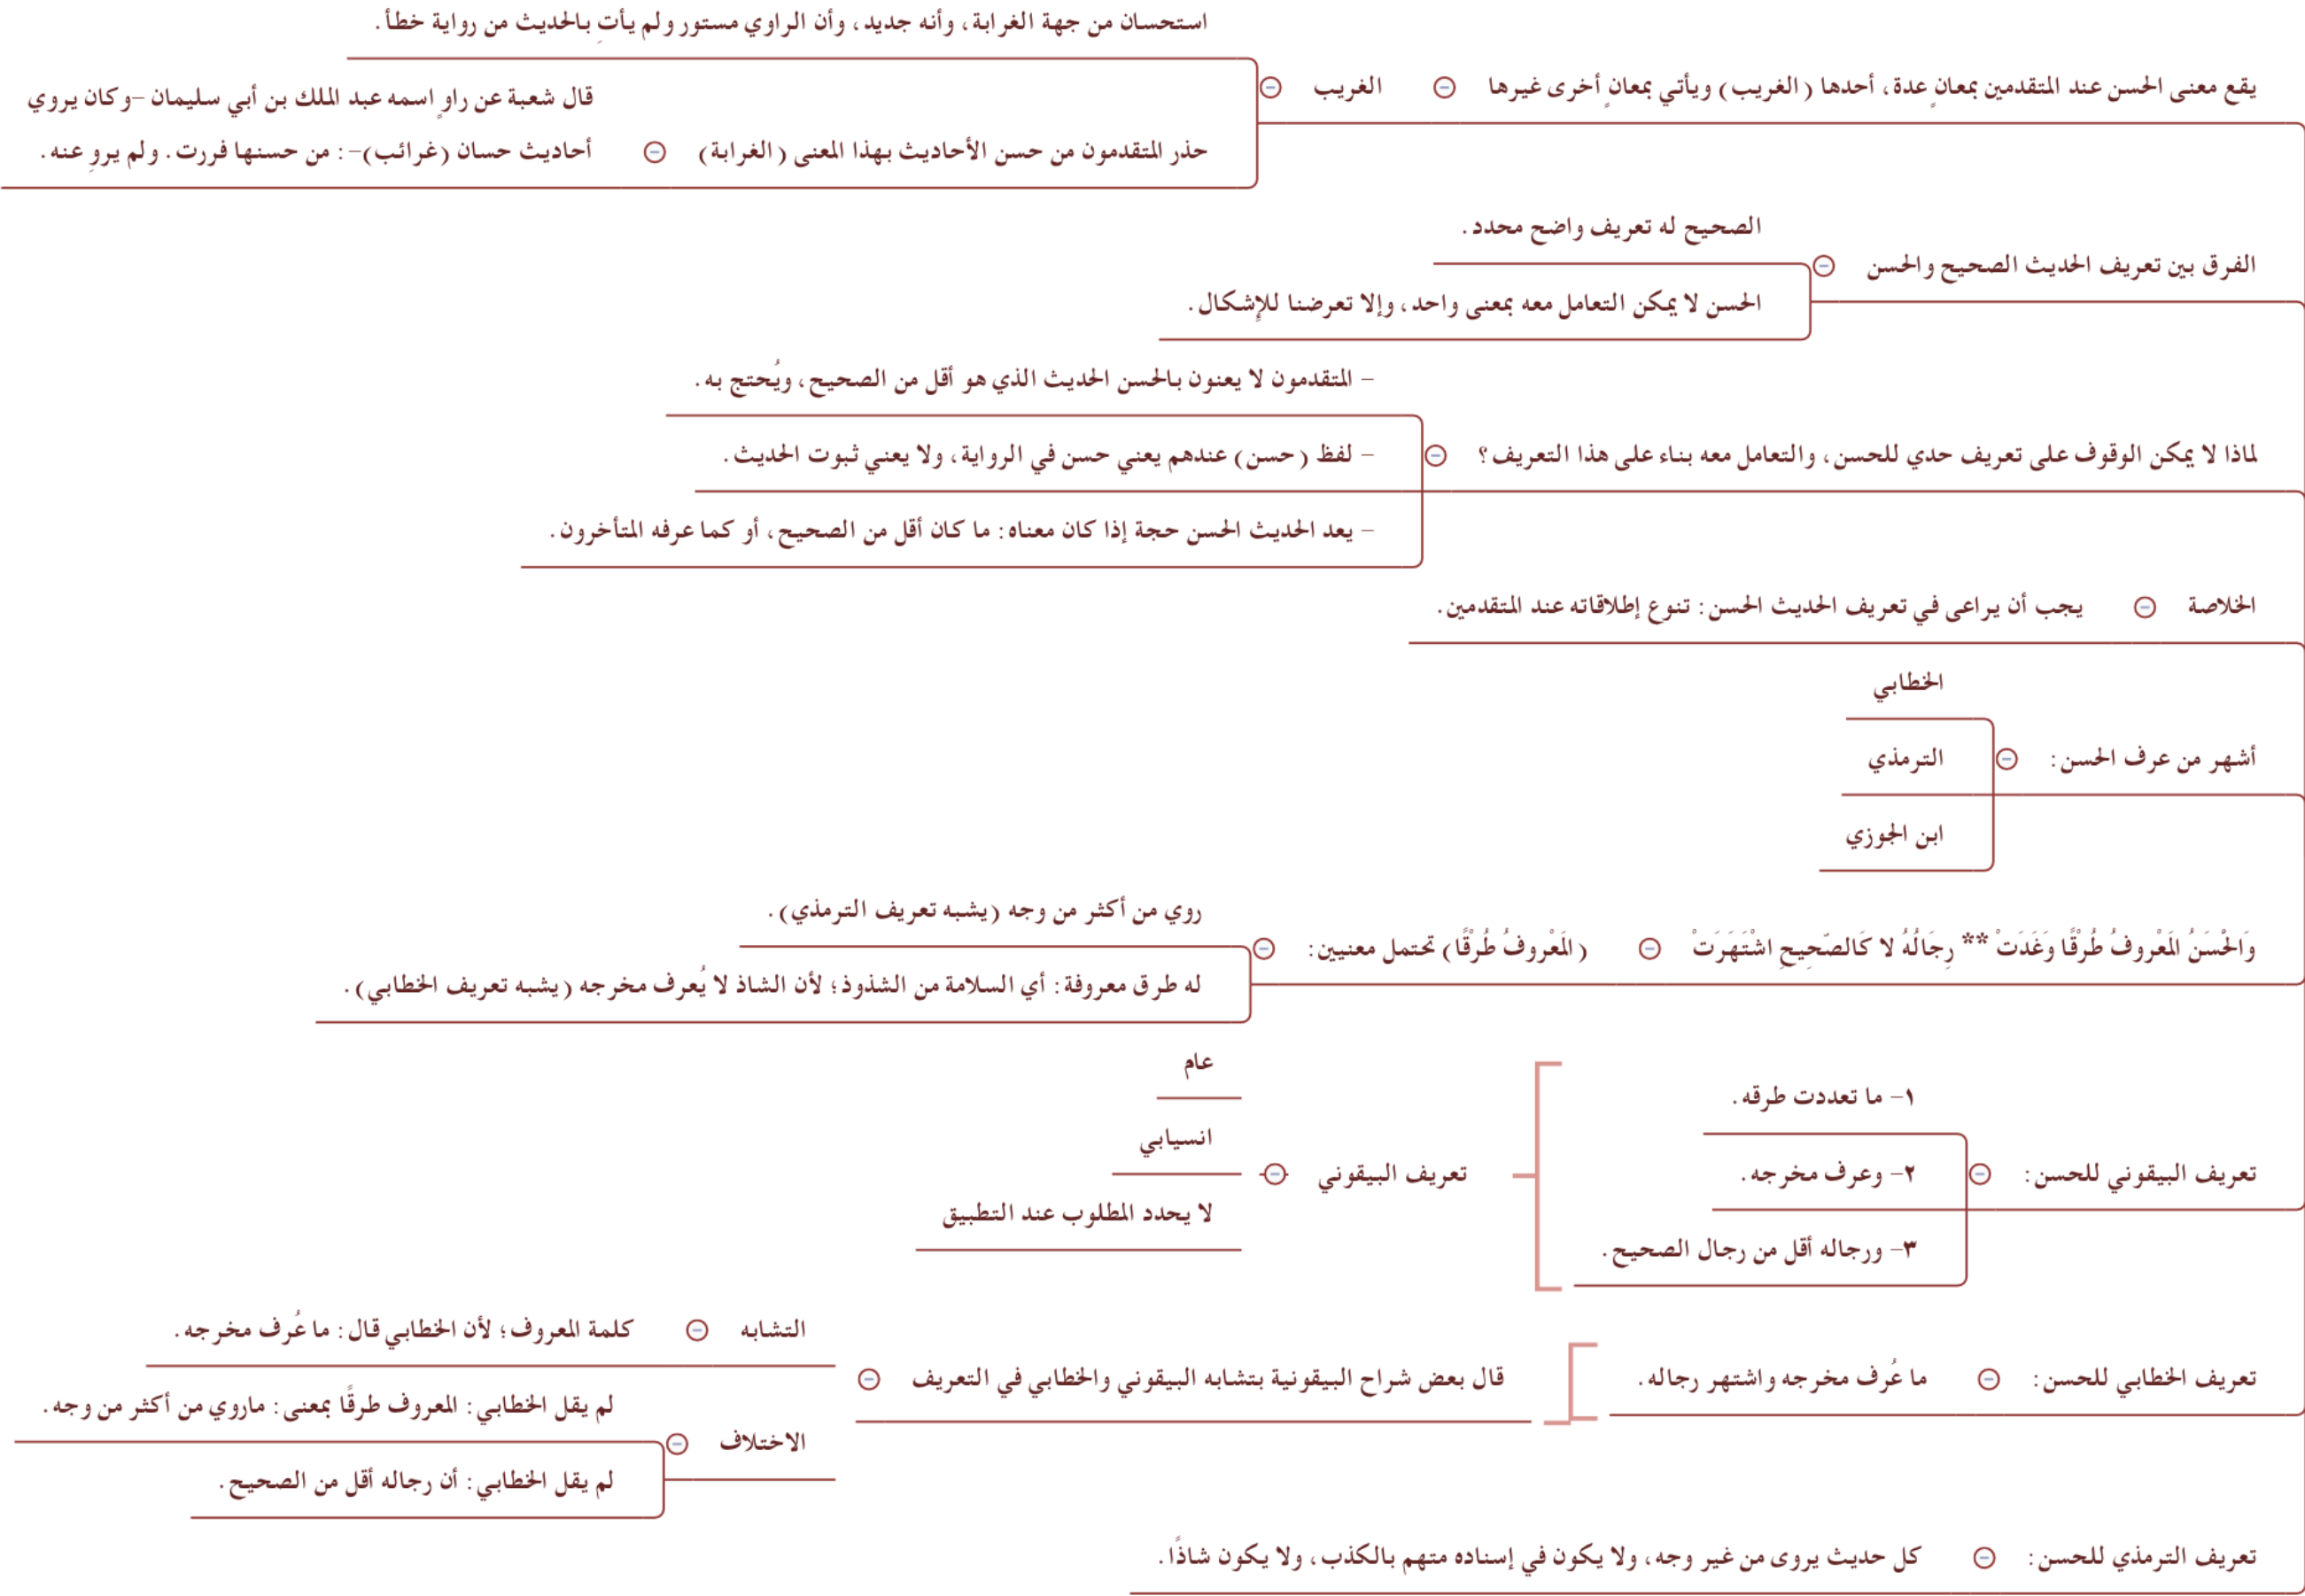 يقع معنى الحسن عند المتقدمين بمعانٍ عدة، أحدها (الغريب) ويأتي بمعانٍ أخرى غيرها
الغريب
استحسان من جهة الغرابة، وأنه جديد، وأن الراوي مستور ولم يأتِ بالحديث من رواية خطأ.
حذر المتقدمون من حسن الأحاديث بهذا المعنى (الغرابة)
قال شعبة عن راوٍ اسمه عبد الملك بن أبي سليمان -وكان يروي
أحاديث حسان (غرائب)-: من حسنها فررت. ولم يروِ عنه.
الفرق بين تعريف الحديث الصحيح والحسن
الصحيح له تعريف واضح محدد.
الحسن لا يمكن التعامل معه بمعنى واحد، وإلا تعرضنا للإشكال.
لماذا لا يمكن الوقوف على تعريف حدي للحسن، والتعامل معه بناء على هذا التعريف؟
- المتقدمون لا يعنون بالحسن الحديث الذي هو أقل من الصحيح، ويُحتج به.
- لفظ (حسن) عندهم يعني حسن في الرواية، ولا يعني ثبوت الحديث.
- يعد الحديث الحسن حجة إذا كان معناه: ما كان أقل من الصحيح، أو كما عرفه المتأخرون.
الخلاصة
يجب أن يراعى في تعريف الحديث الحسن: تنوع إطلاقاته عند المتقدمين.
أشهر من عرف الحسن:
الخطابي
الترمذي
ابن الجوزي
وَالحْسَنُ المَعْروفُ طُرْقًا وَغَدَتْ ** رِجَالُهُ لا كَالصّحِيحِ اشْتَهَرَتْ
(المَعْروفُ طُرْقًا) تحتمل معنيين:
روي من أكثر من وجه (يشبه تعريف الترمذي).
له طرق معروفة: أي السلامة من الشذوذ؛ لأن الشاذ لا يُعرف مخرجه (يشبه تعريف الخطابي).
تعريف البيقوني للحسن:
١- ما تعددت طرقه.
٢- وعرف مخرجه.
٣- ورجاله أقل من رجال الصحيح.
تعريف البيقوني
عام
انسيابي
لا يحدد المطلوب عند التطبيق
تعريف الخطابي للحسن:
ما عُرف مخرجه واشتهر رجاله.
قال بعض شراح البيقونية بتشابه البيقوني والخطابي في التعريف
التشابه
كلمة المعروف؛ لأن الخطابي قال: ما عُرف مخرجه.
الاختلاف
لم يقل الخطابي: المعروف طرقًا بمعنى: ماروي من أكثر من وجه.
لم يقل الخطابي: أن رجاله أقل من الصحيح.
تعريف الترمذي للحسن:
كل حديث يروى من غير وجه، ولا يكون في إسناده متهم بالكذب، ولا يكون شاذًا.